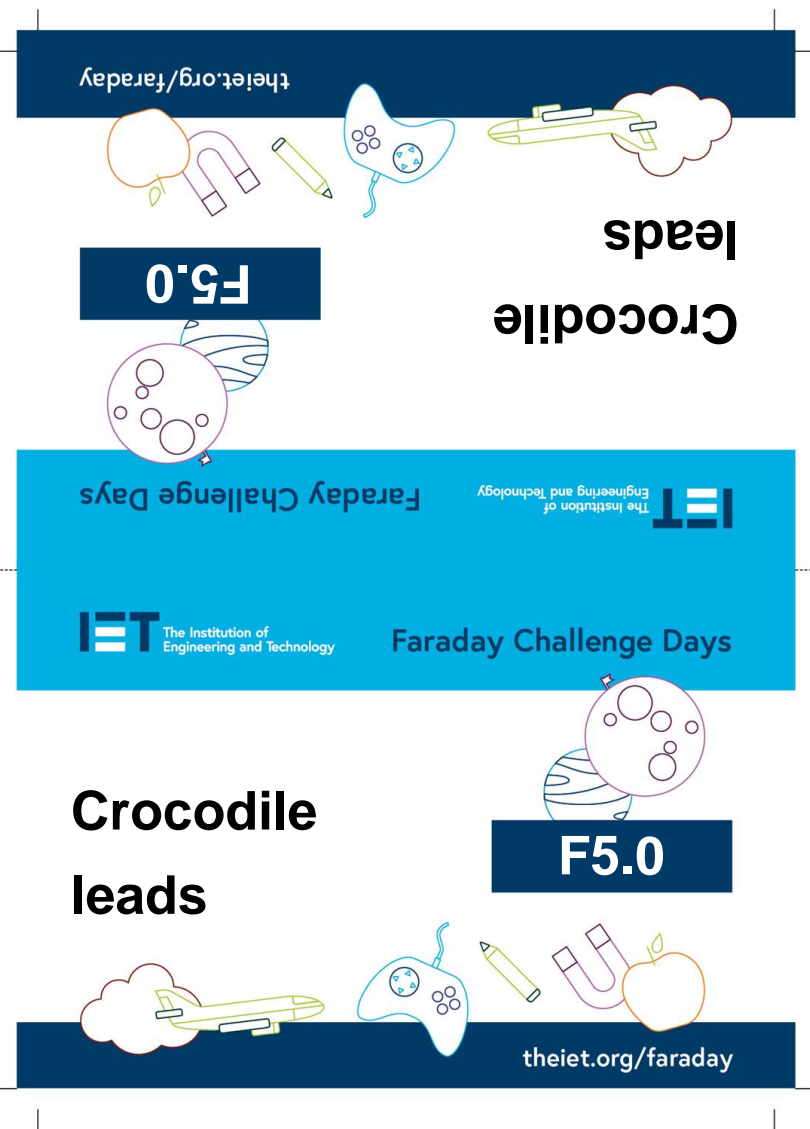 theiet.org/faraday
Crocodile
leads
F5.0
Faraday Challenge Days
IET The Institution of
Engineering and Technology
IET The Institution of
Engineering and Technology
Faraday Challenge Days
Crocodile
leads
F5.0
theiet.org/faraday